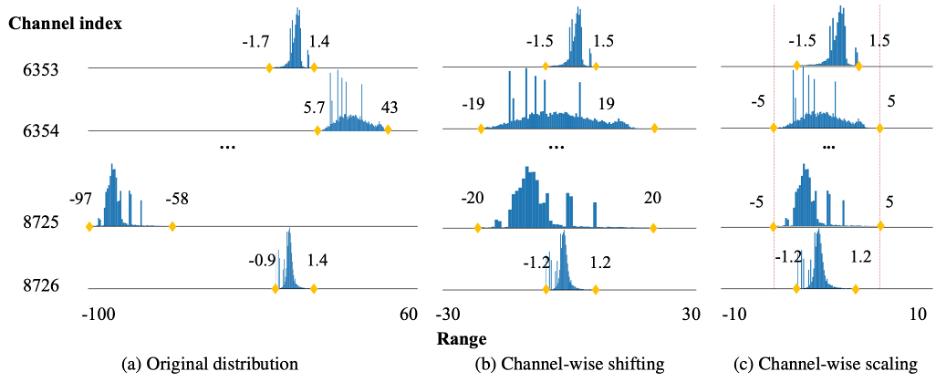 Channel index
-1.7 1.4 -1.5 1.5 -1.5 1.5
6353
5.7 43 -19 19 -5 5
6354
... ... ...
-97 -58 -20 20 -5 5
8725
-0.9 1.4 -1.2 1.2 -1.2 1.2
8726
-100 60 -30 30 -10 10
Range
(a) Original distribution (b) Channel-wise shifting (c) Channel-wise scaling